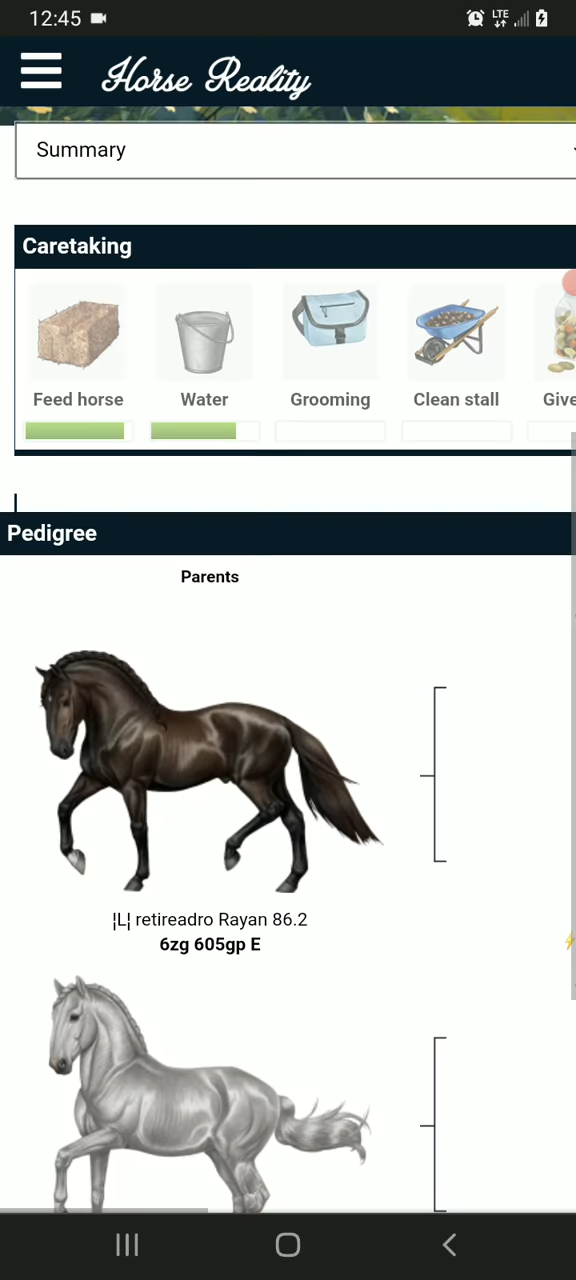 12:45
LTE
Horse Reality
Summary
Caretaking
Feed horse
Water
Grooming
Clean stall
Give
Pedigree
Parents
¦L¦ retireadro Rayan 86.2
6zg 605gp E